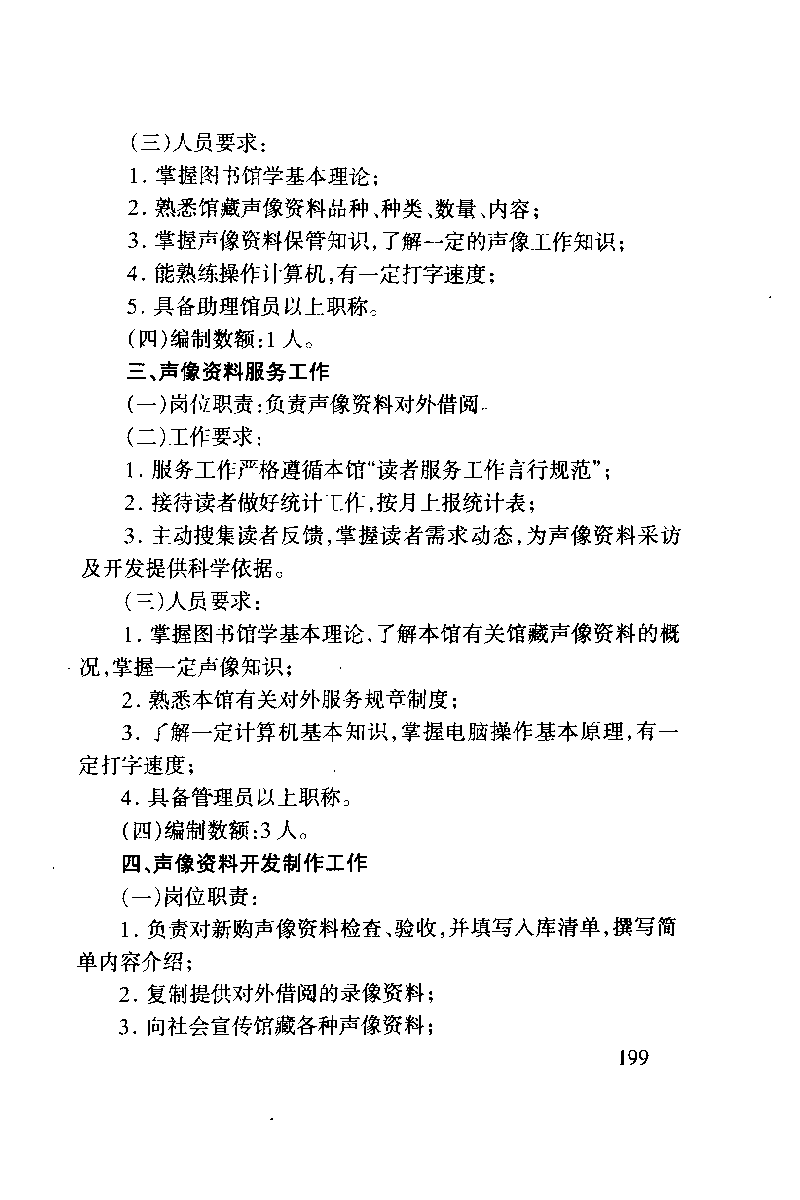 (三)人员要求:
1. 掌握图书馆学基本理论;
2. 熟悉馆藏声像资料品种、种类、数量、内容;
3. 掌握声像资料保管知识,了解一定的声像工作知识;
4. 能熟练操作计算机,有一定打字速度;
5. 具备助理馆员以上职称。
(四)编制数额:1 人。
三、声像资料服务工作
(一)岗位职责:负责声像资料对外借阅。
(二)工作要求:
1. 服务工作严格遵循本馆“读者服务工作言行规范”;
2. 接待读者做好统计工作,按月上报统计表;
3. 主动搜集读者反馈,掌握读者需求动态,为声像资料采访
及开发提供科学依据。
(三)人员要求:
1. 掌握图书馆学基本理论,了解本馆有关馆藏声像资料的概
况,掌握一定声像知识;
2. 熟悉本馆有关对外服务规章制度;
3. 了解一定计算机基本知识,掌握电脑操作基本原理,有一
定打字速度;
4. 具备管理员以上职称。
(四)编制数额:3 人。
四、声像资料开发制作工作
(一)岗位职责:
1. 负责对新购声像资料检查、验收,并填写入库清单,撰写简
单内容介绍;
2. 复制提供对外借阅的录像资料;
3. 向社会宣传馆藏各种声像资料;
199